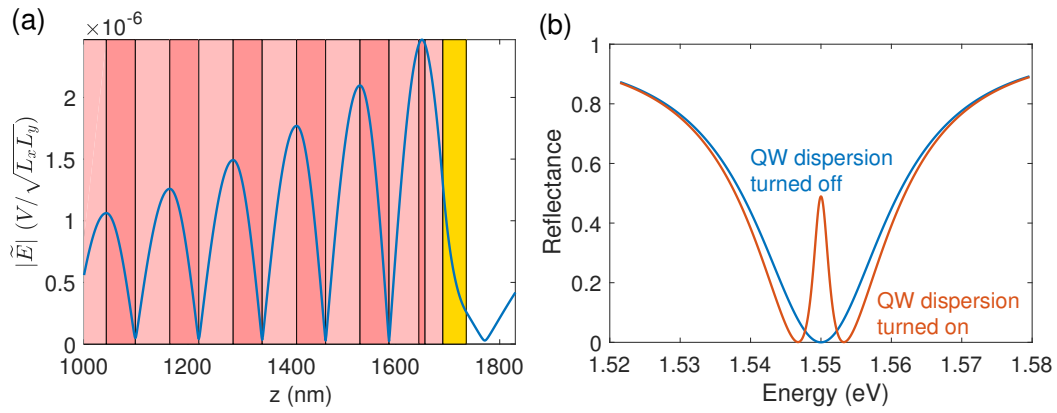 (a)
×10⁻⁶
2
1.5
1
0.5
0
|Ẽ| (V/√LₓLᵧ)
1000
1200
1400
1600
1800
z (nm)
(b)
1
0.8
0.6
0.4
0.2
0
Reflectance
QW dispersion
turned off
QW dispersion
turned on
1.52
1.53
1.54
1.55
1.56
1.57
1.58
Energy (eV)